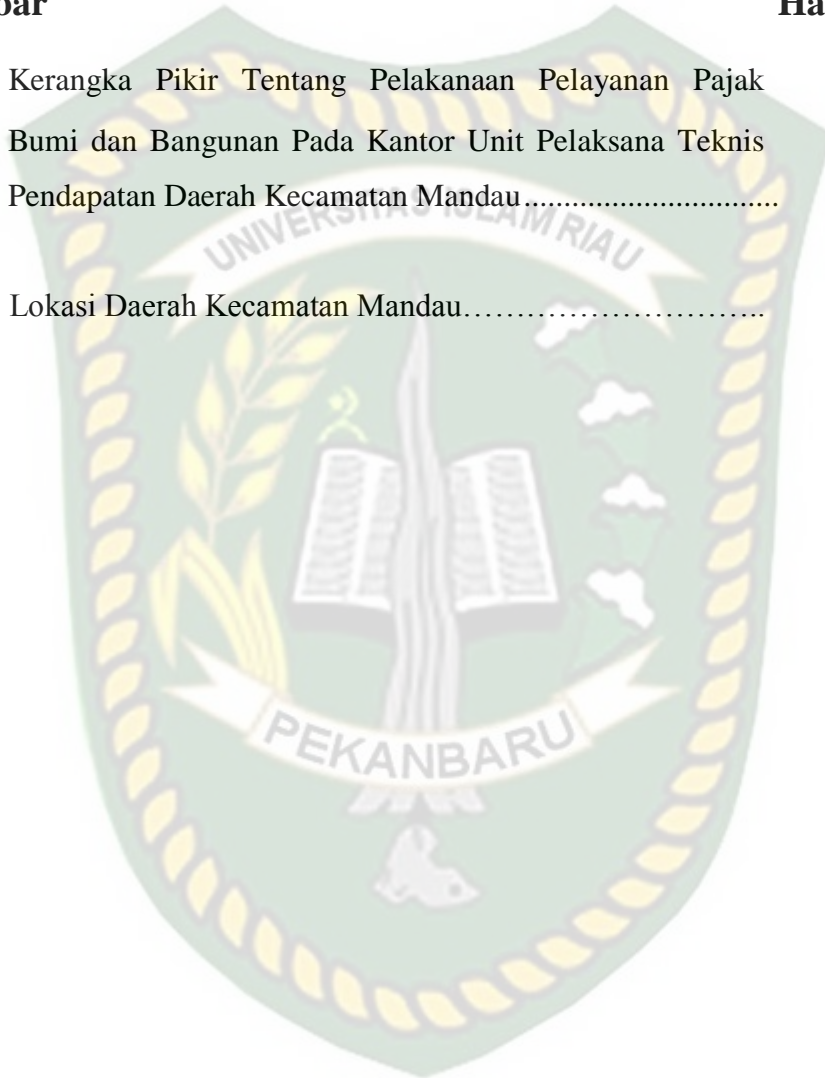 bar Ha
Kerangka Pikir Tentang Pelakanaan Pelayanan Pajak
Bumi dan Bangunan Pada Kantor Unit Pelaksana Teknis
Pendapatan Daerah Kecamatan Mandau................................
UNIVERSITAS ISLAM RIAU
Lokasi Daerah Kecamatan Mandau………………………..
PEKANBARU